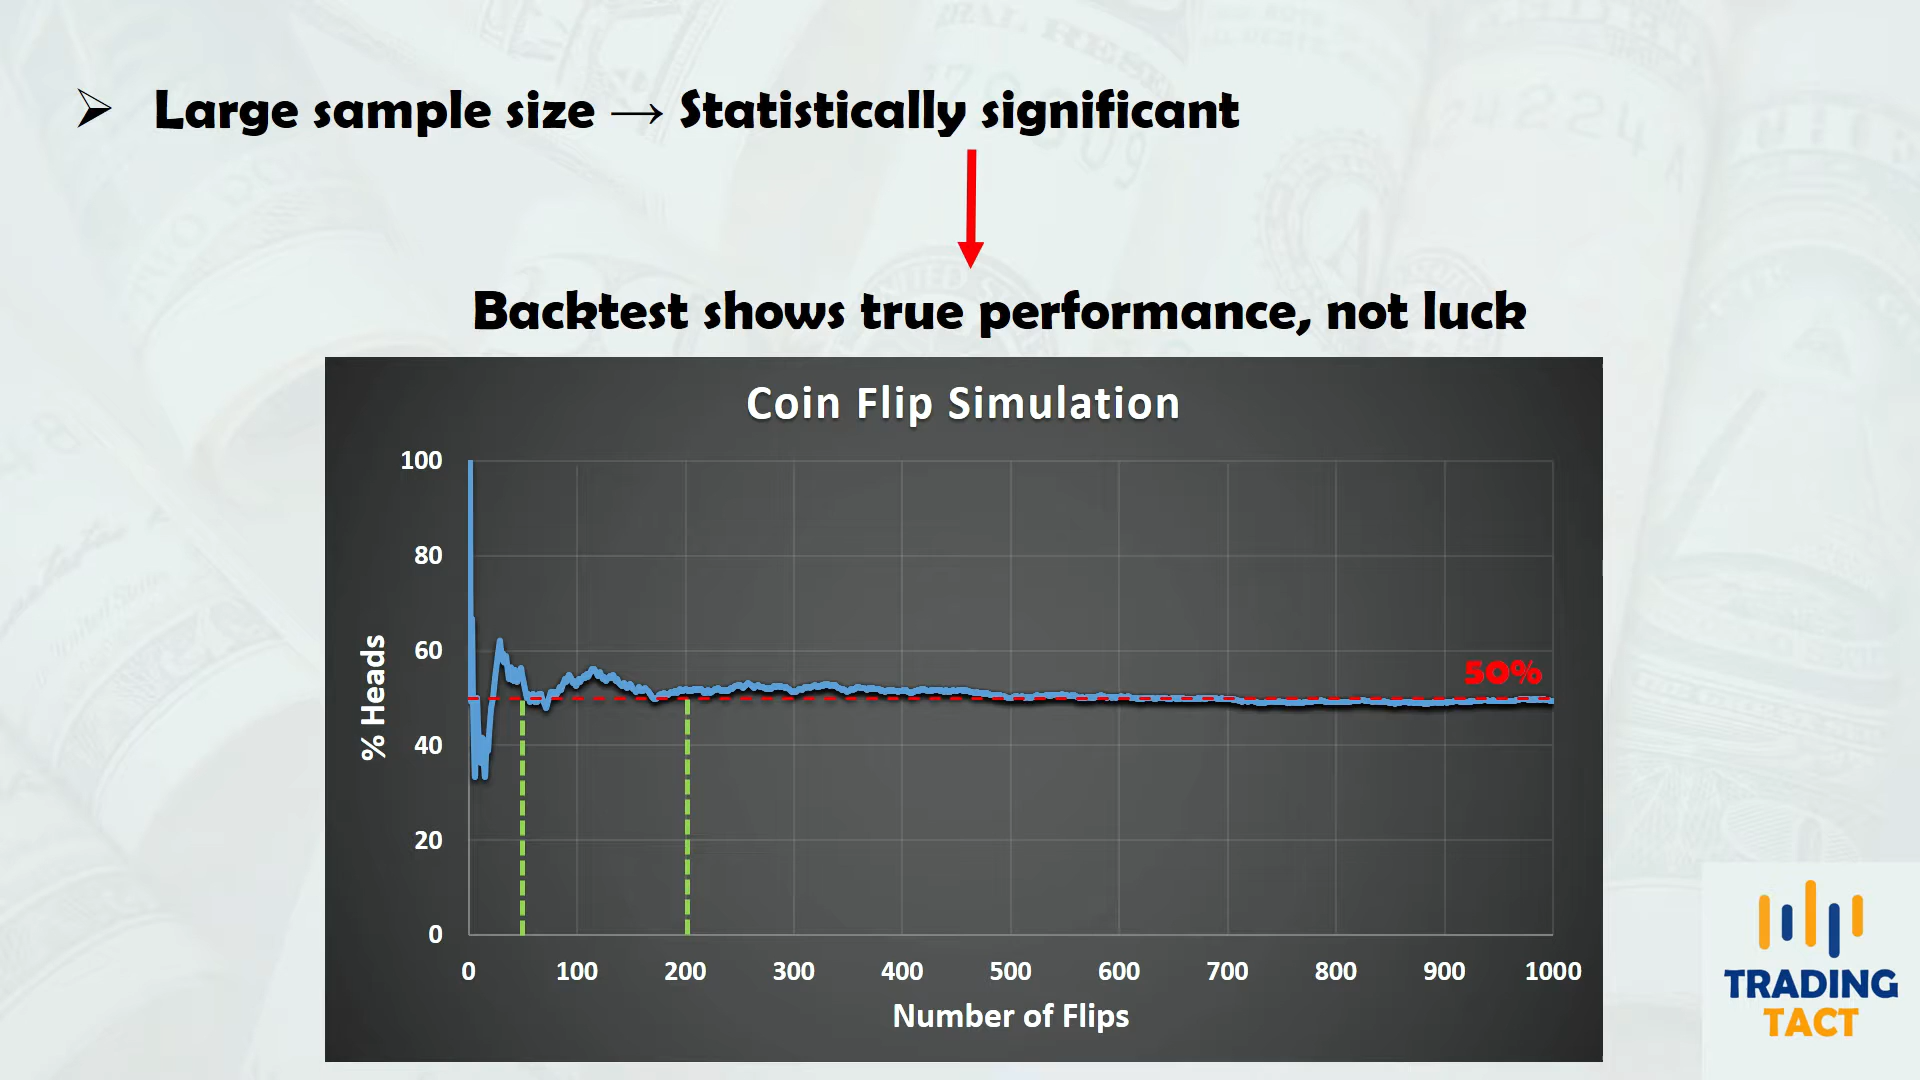 Large sample size → Statistically significant
Backtest shows true performance, not luck
Coin Flip Simulation
100
80
60
40
20
0
% Heads
50%
0 100 200 300 400 500 600 700 800 900 1000
Number of Flips
TRADING
TACT